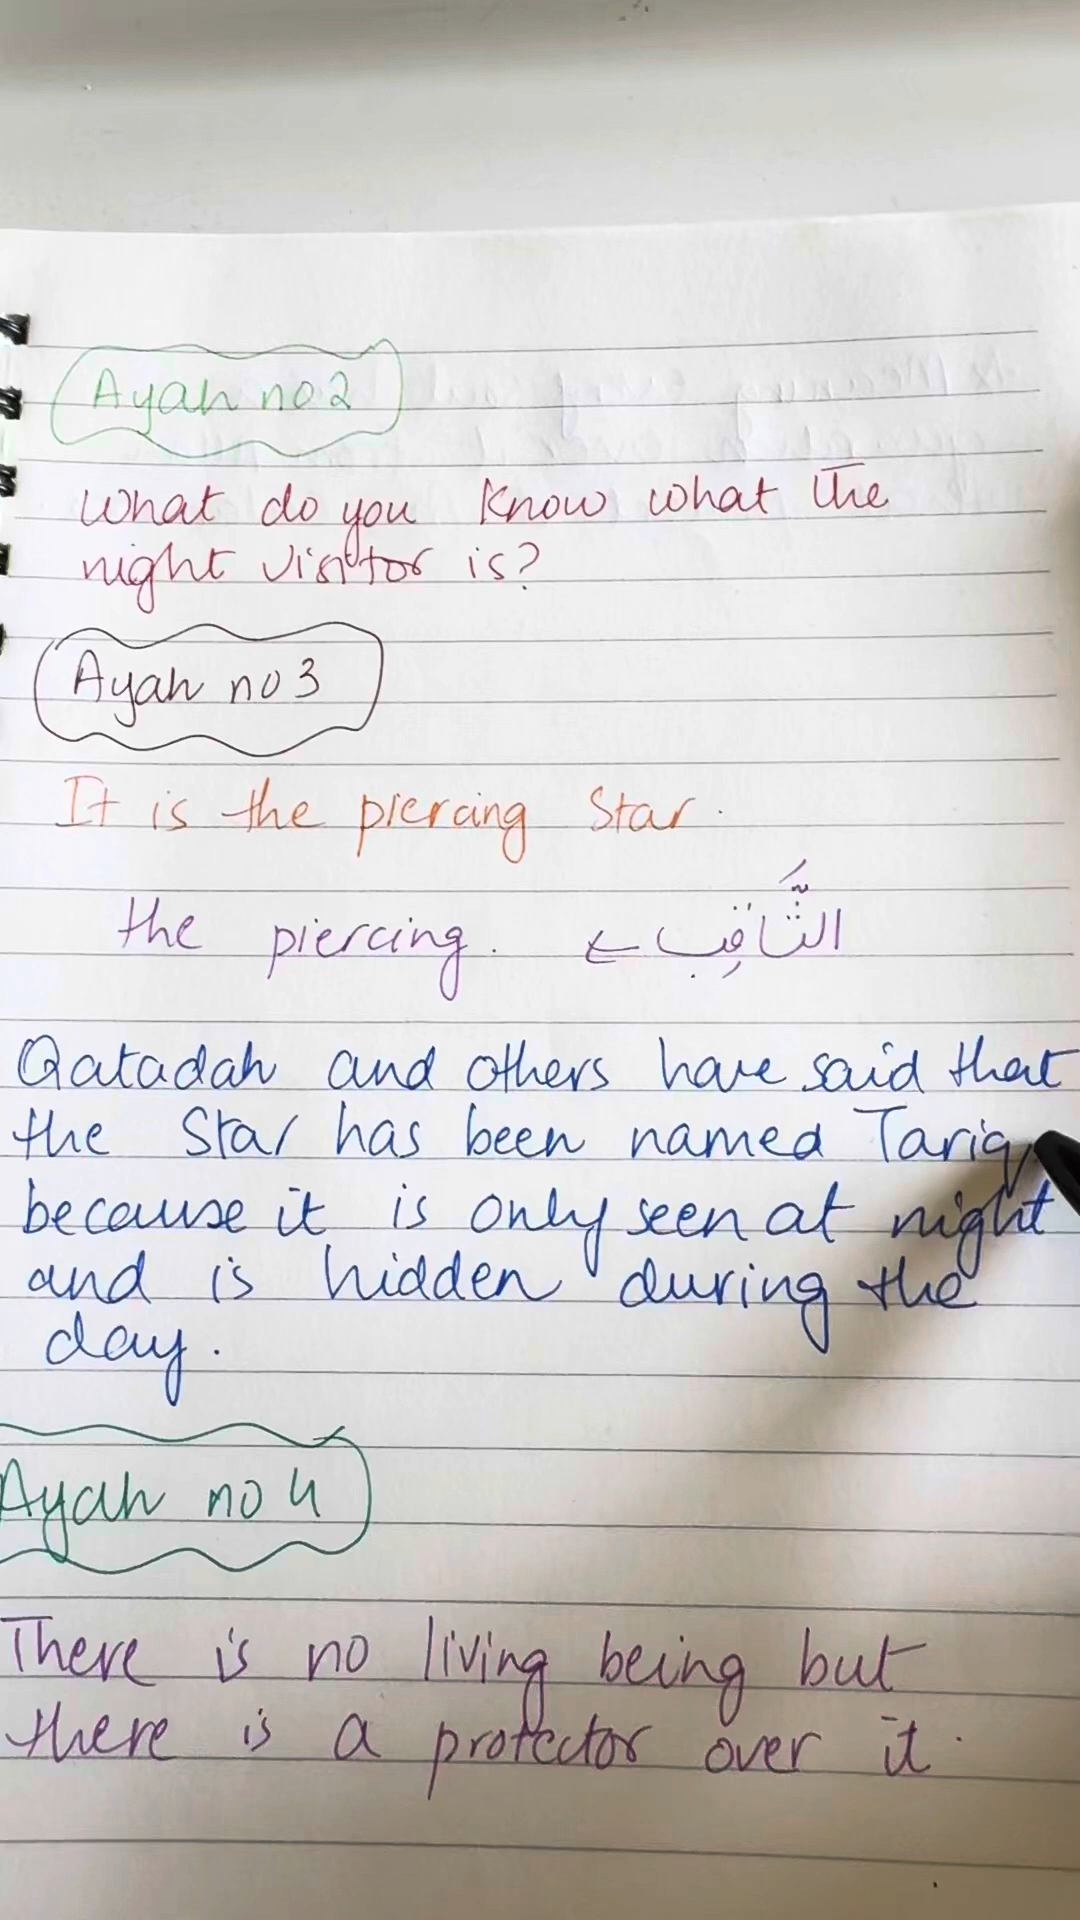 Ayah no 2
What do you know what the
night visitor is?
Ayah no 3
It is the piercing Star.
the piercing. ← الثَّاقِب
Qatadah and others have said that
the Star has been named Tariq
because it is only seen at night
and is hidden during the
day.
Ayah no 4
There is no living being but
there is a protector over it.